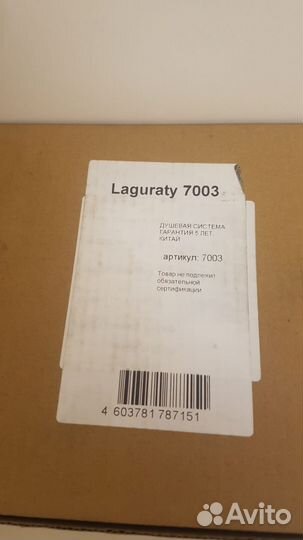 Laguraty 7003
ДУШЕВАЯ СИСТЕМА
ГАРАНТИЯ 5 ЛЕТ.
КИТАЙ
артикул: 7003
Товар не подлежит
обязательной
сертификации
4 603781 787151
Avito